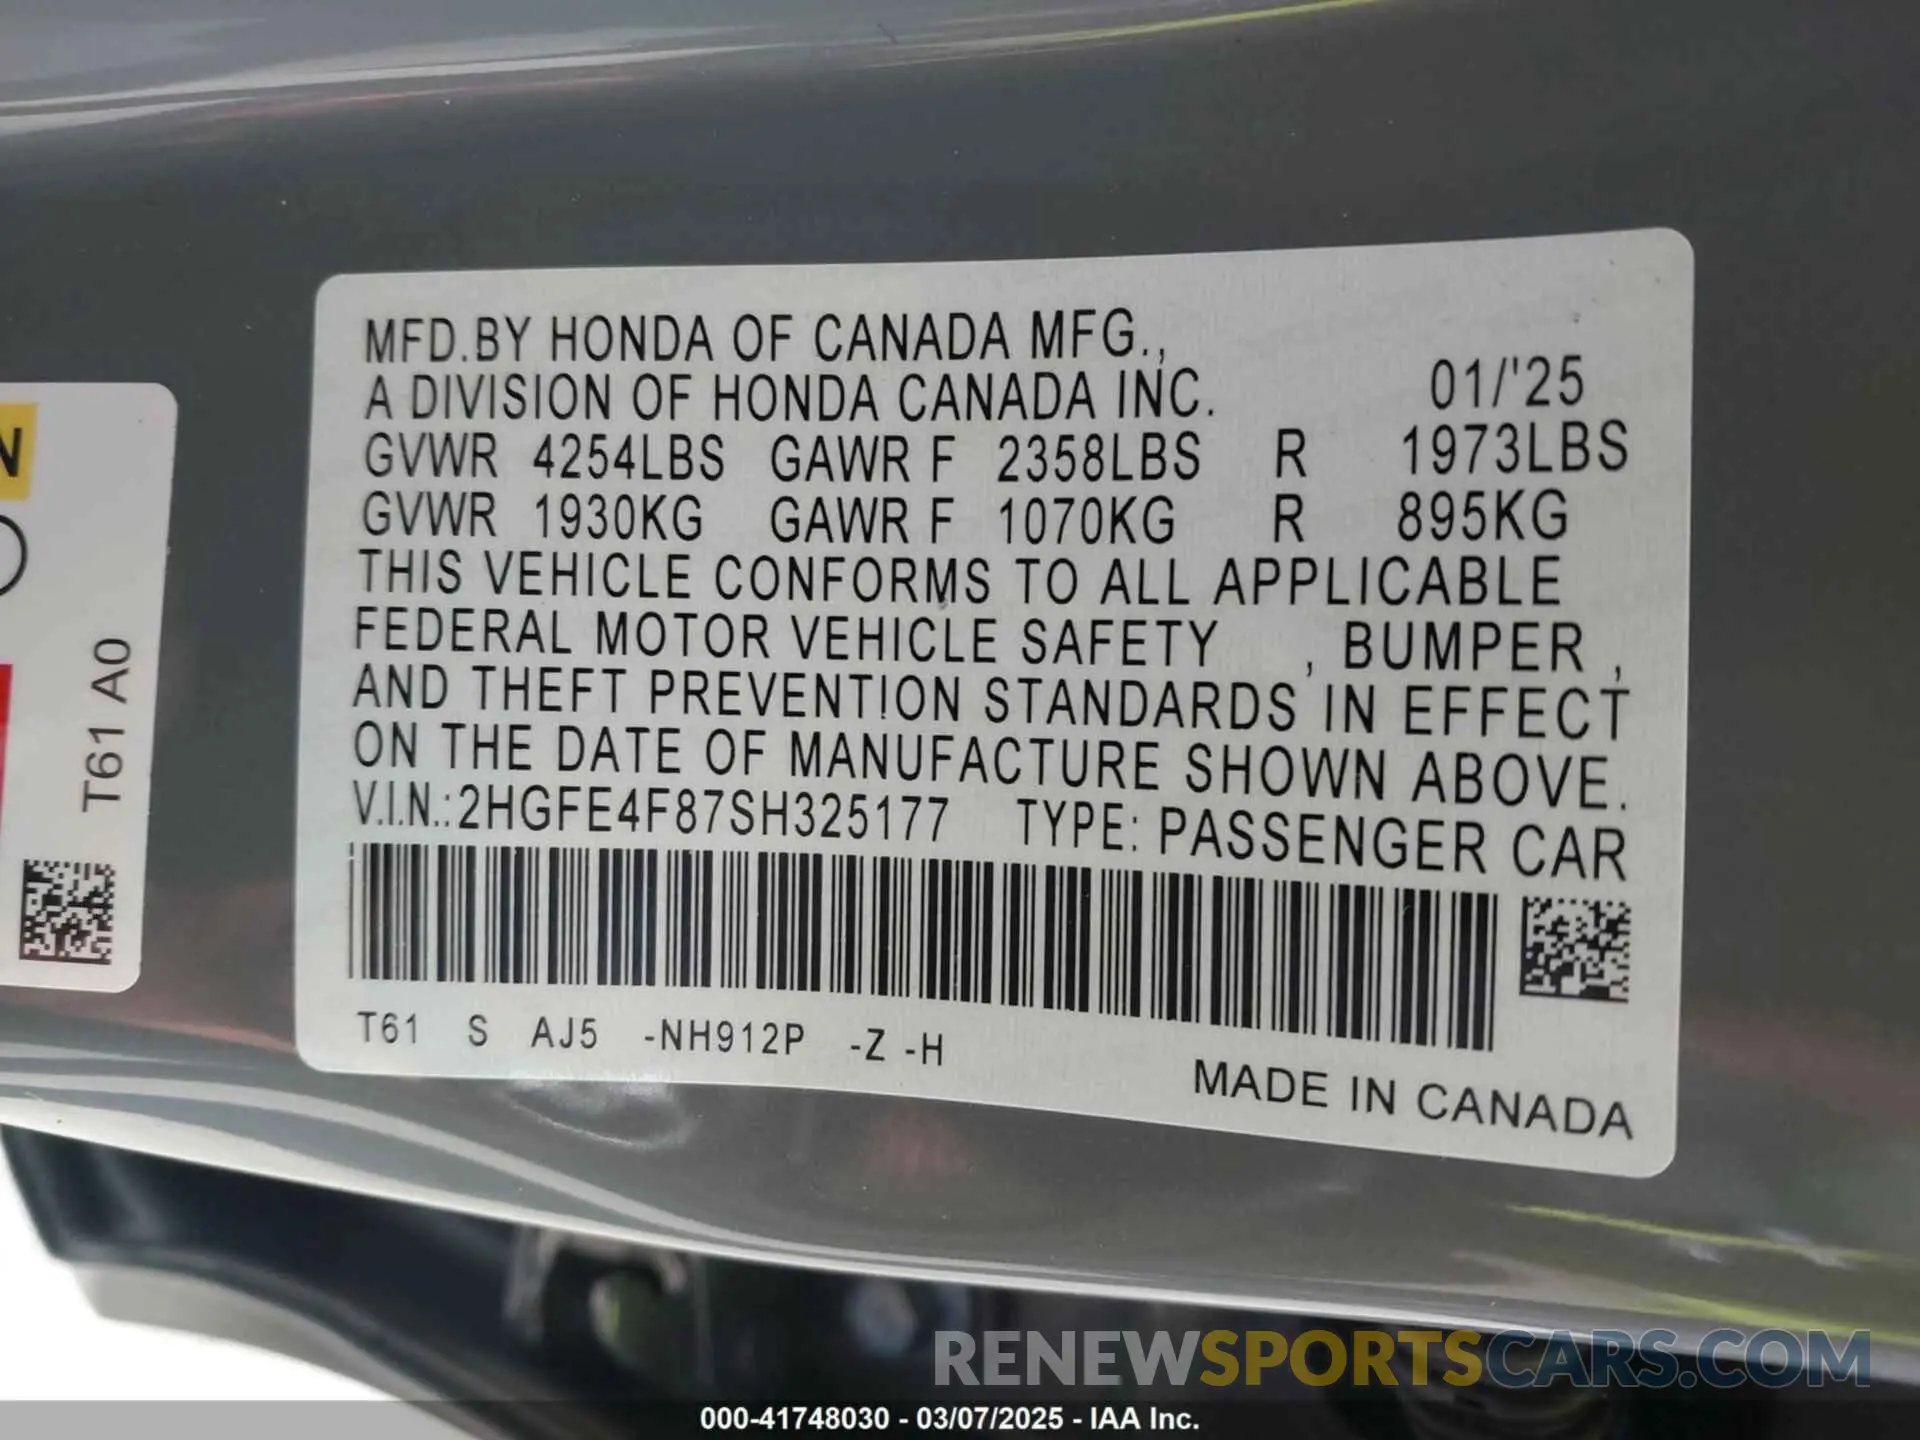 MFD.BY HONDA OF CANADA MFG.,
A DIVISION OF HONDA CANADA INC. 01/'25
GVWR 4254LBS GAWR F 2358LBS R 1973LBS
GVWR 1930KG GAWR F 1070KG R 895KG
THIS VEHICLE CONFORMS TO ALL APPLICABLE
FEDERAL MOTOR VEHICLE SAFETY , BUMPER ,
AND THEFT PREVENTION STANDARDS IN EFFECT
ON THE DATE OF MANUFACTURE SHOWN ABOVE.
V.I.N.:2HGFE4F87SH325177 TYPE: PASSENGER CAR
T61 S AJ5 -NH912P -Z -H
MADE IN CANADA
N
T61 A0
RENEWSPORTSCARS.COM
000-41748030 - 03/07/2025 - IAA Inc.